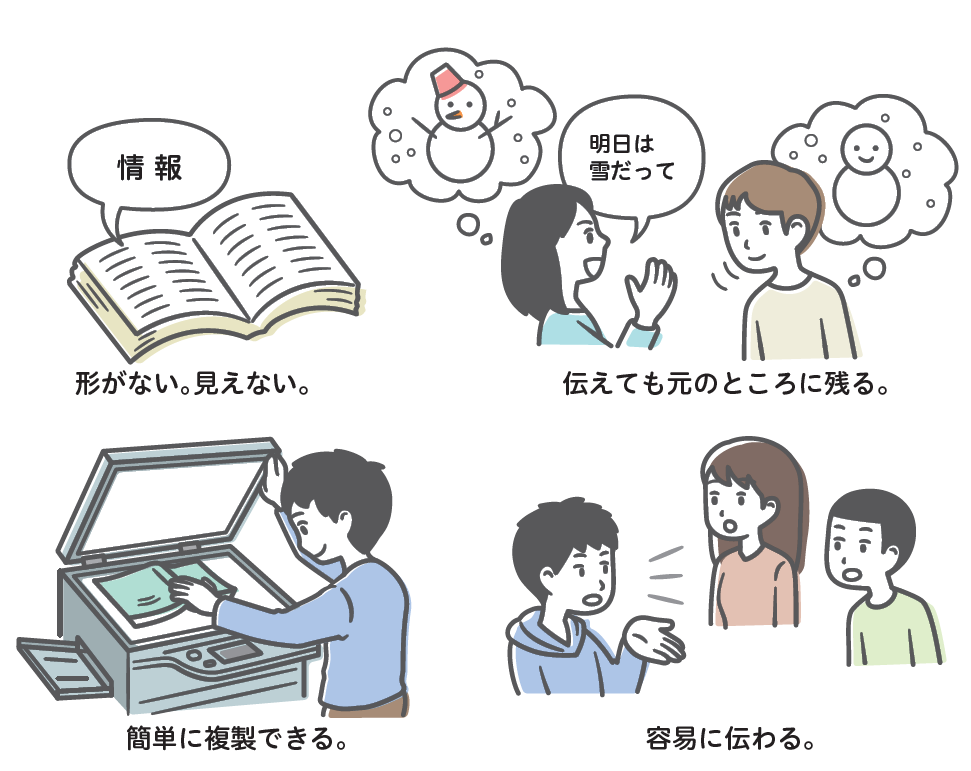 情報
明日は
雪だって
形がない。見えない。
伝えても元のところに残る。
簡単に複製できる。
容易に伝わる。